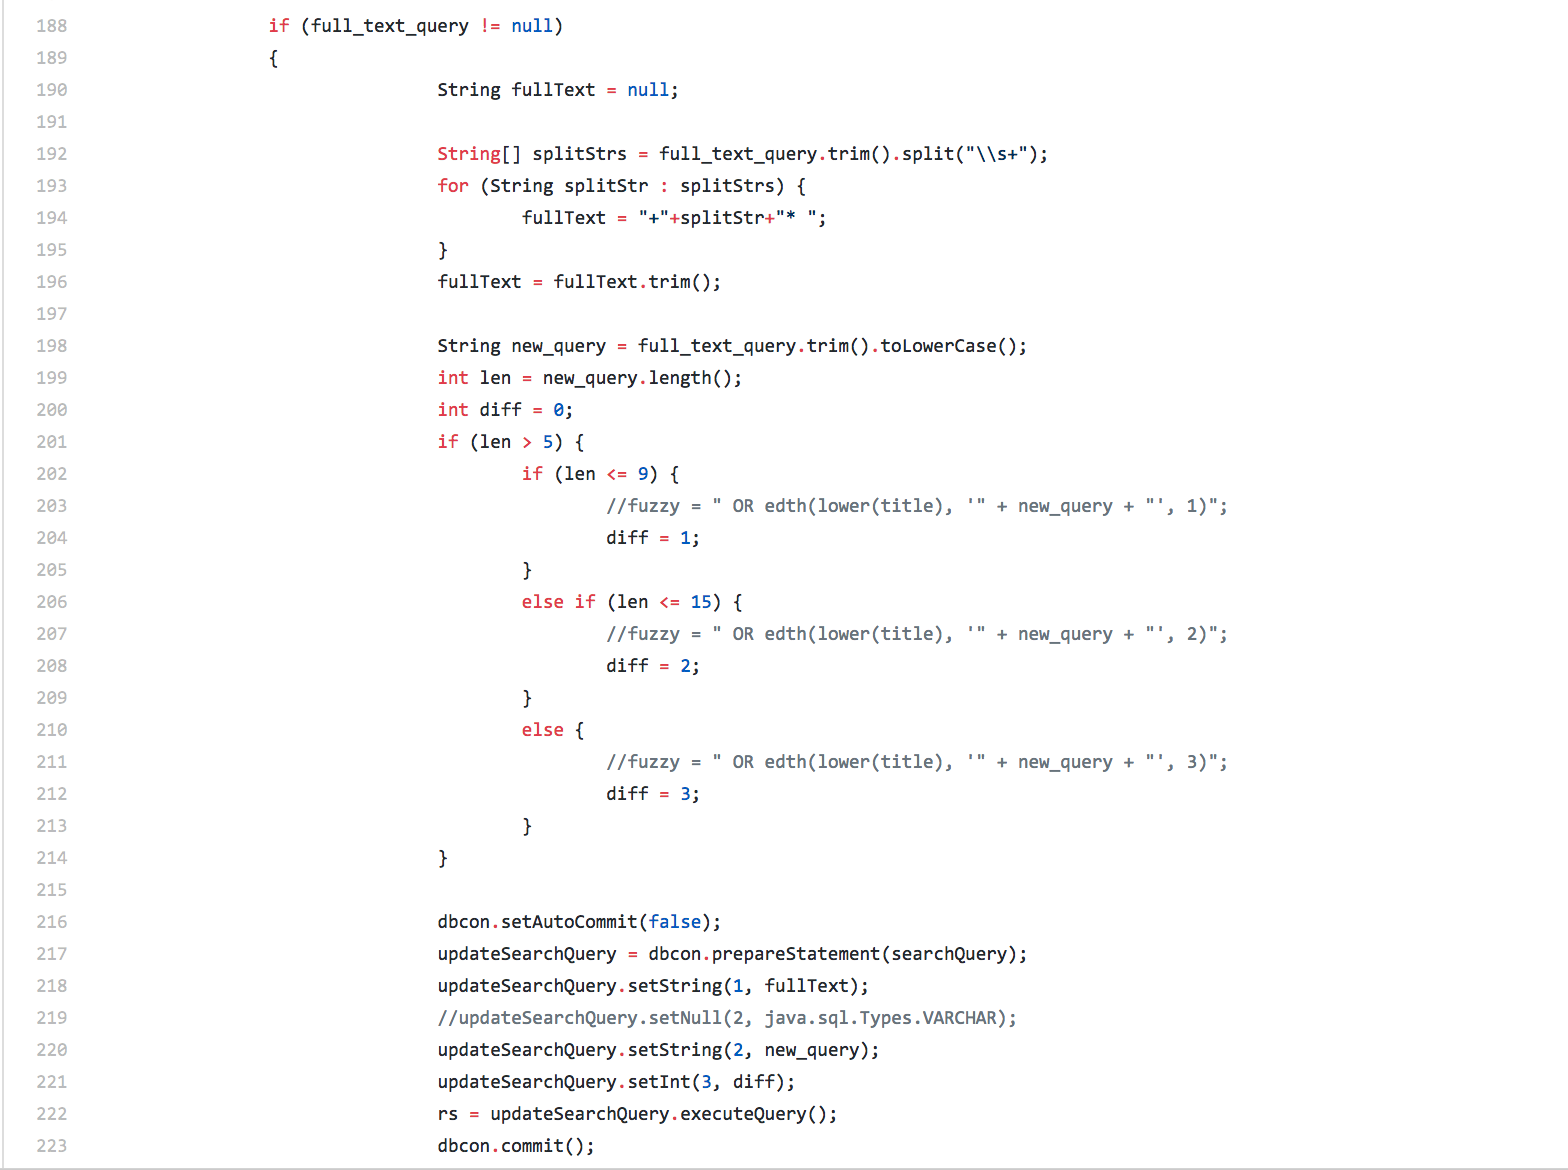 188 if (full_text_query != null)
189 {
190 String fullText = null;
191
192 String[] splitStrs = full_text_query.trim().split("\\s+");
193 for (String splitStr : splitStrs) {
194 fullText = "+"+splitStr+"* ";
195 }
196 fullText = fullText.trim();
197
198 String new_query = full_text_query.trim().toLowerCase();
199 int len = new_query.length();
200 int diff = 0;
201 if (len > 5) {
202 if (len <= 9) {
203 //fuzzy = " OR edth(lower(title), '" + new_query + "', 1)";
204 diff = 1;
205 }
206 else if (len <= 15) {
207 //fuzzy = " OR edth(lower(title), '" + new_query + "', 2)";
208 diff = 2;
209 }
210 else {
211 //fuzzy = " OR edth(lower(title), '" + new_query + "', 3)";
212 diff = 3;
213 }
214 }
215
216 dbcon.setAutoCommit(false);
217 updateSearchQuery = dbcon.prepareStatement(searchQuery);
218 updateSearchQuery.setString(1, fullText);
219 //updateSearchQuery.setNull(2, java.sql.Types.VARCHAR);
220 updateSearchQuery.setString(2, new_query);
221 updateSearchQuery.setInt(3, diff);
222 rs = updateSearchQuery.executeQuery();
223 dbcon.commit();